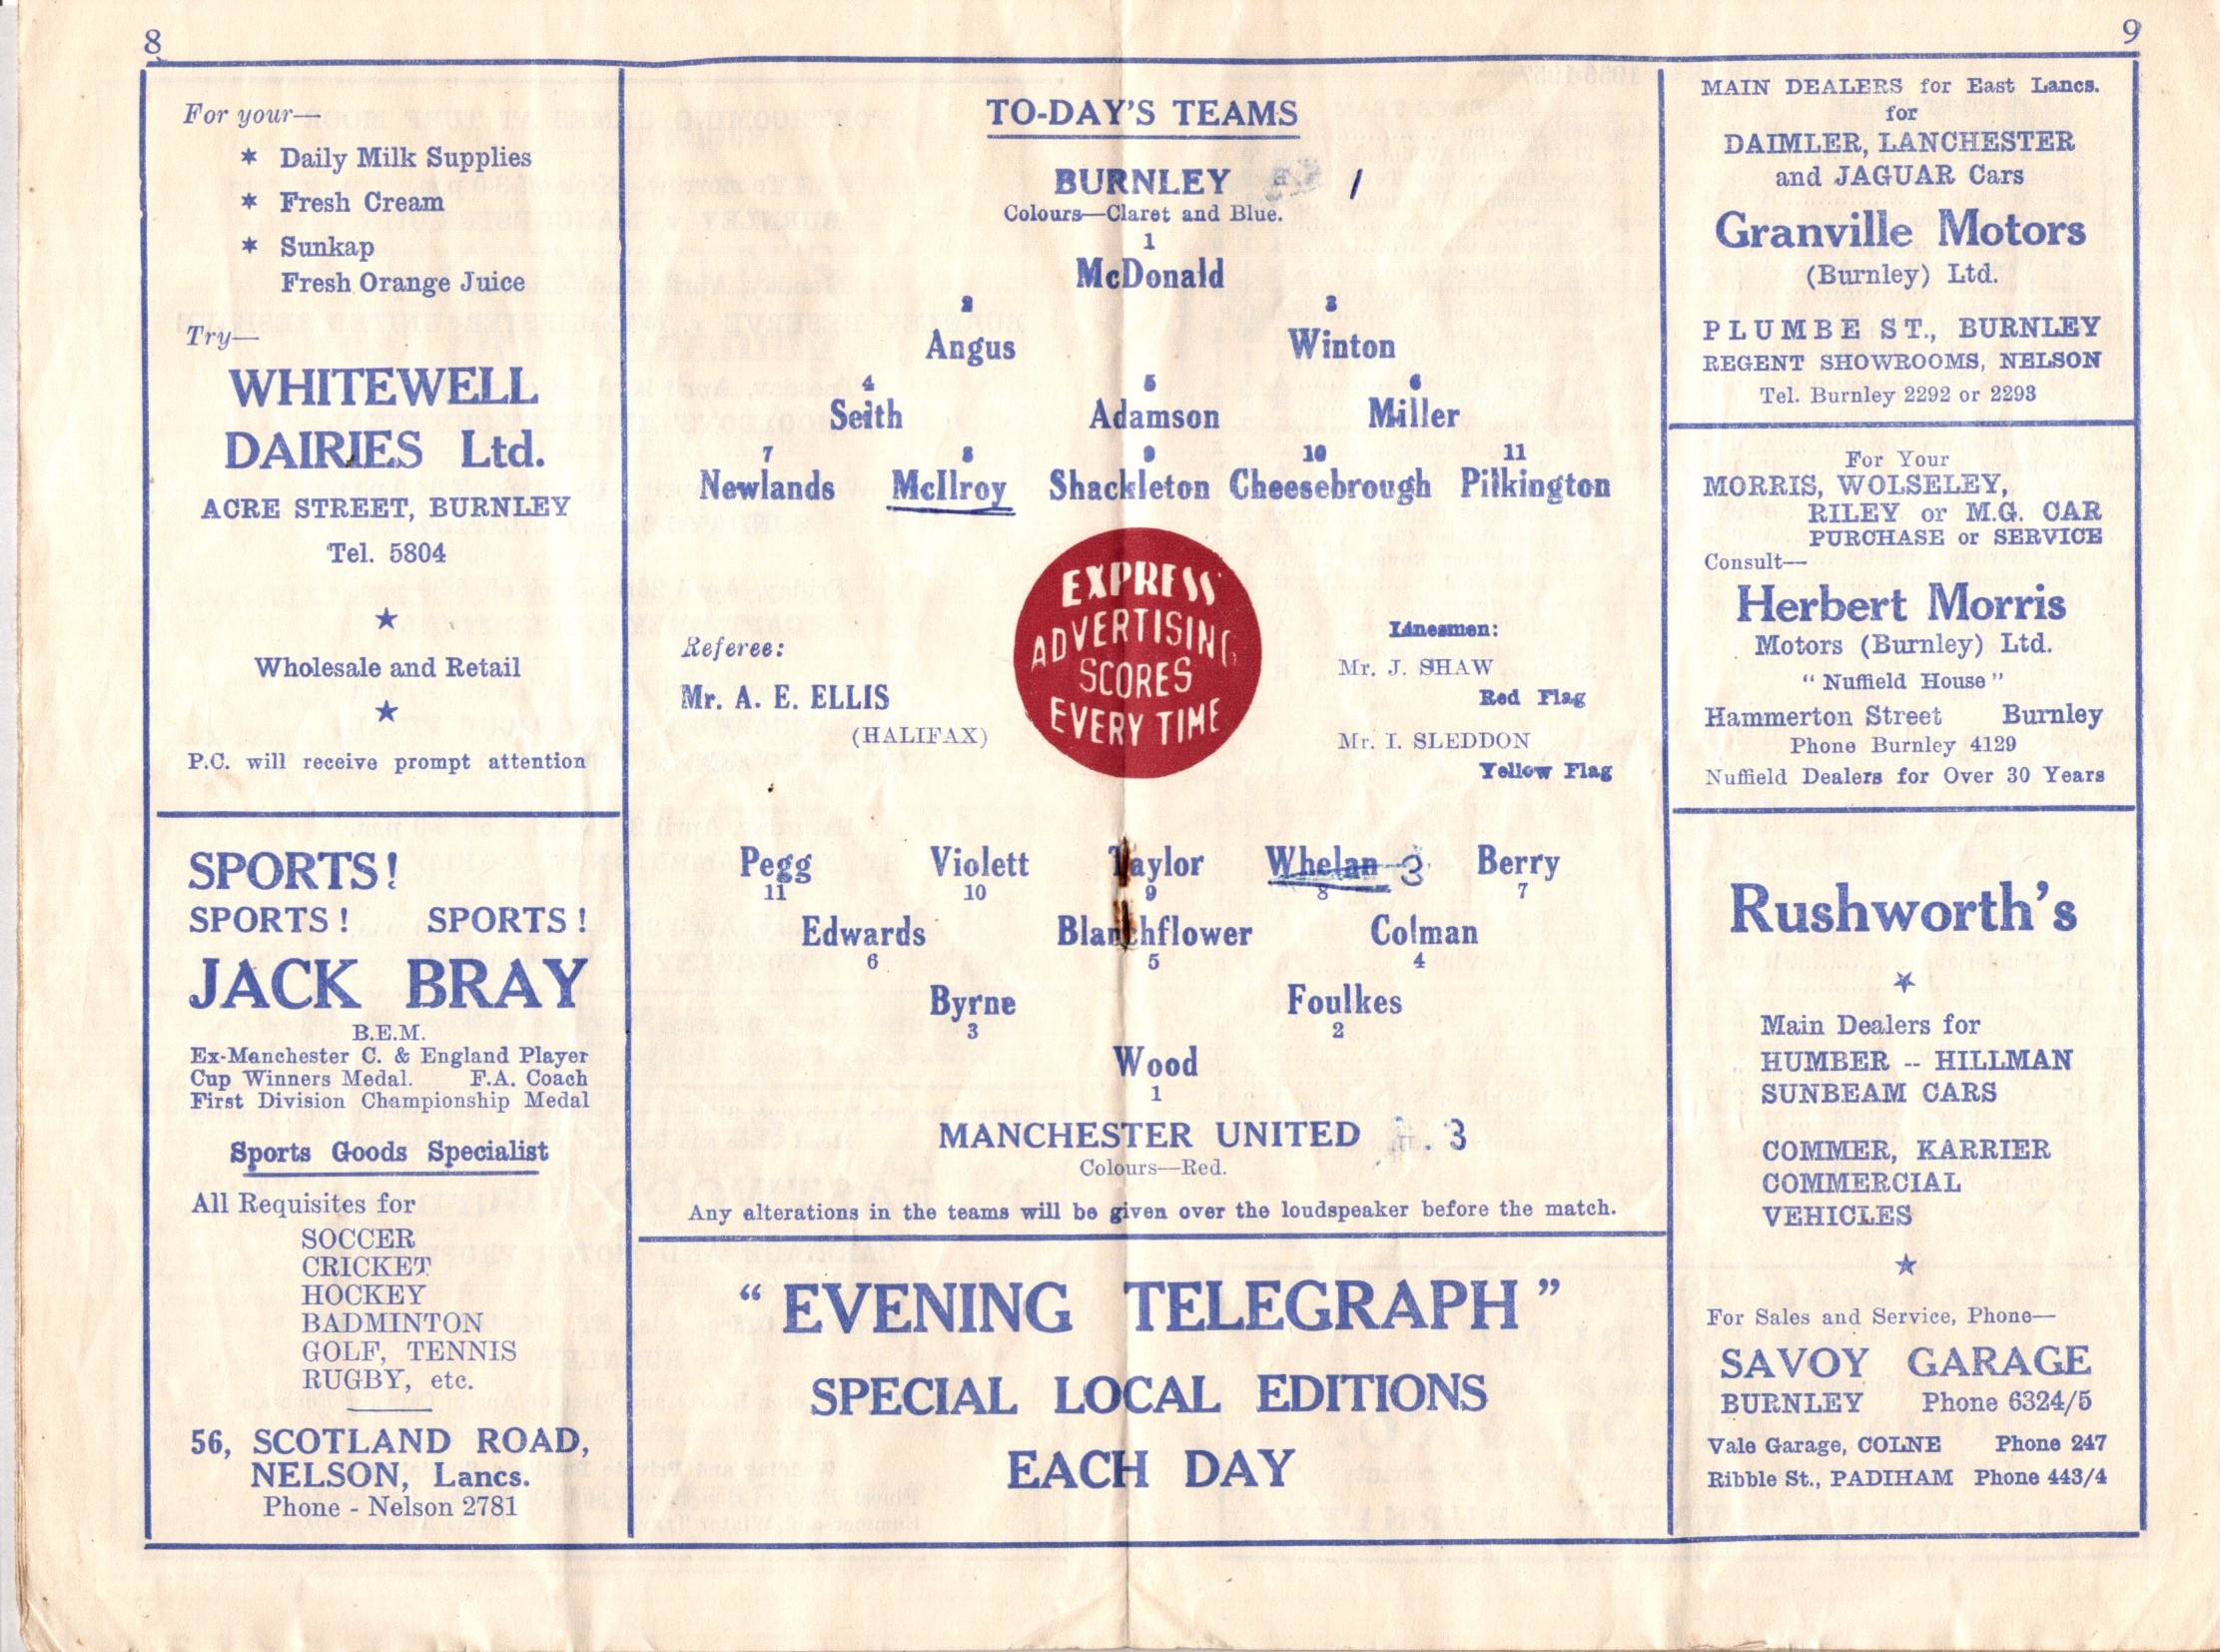 8
9
For your—
* Daily Milk Supplies
* Fresh Cream
* Sunkap
Fresh Orange Juice
Try—
WHITEWELL
DAIRIES Ltd.
ACRE STREET, BURNLEY
Tel. 5804
★
Wholesale and Retail
★
P.C. will receive prompt attention
SPORTS!
SPORTS! SPORTS!
JACK BRAY
B.E.M.
Ex-Manchester C. & England Player
Cup Winners Medal. F.A. Coach
First Division Championship Medal
Sports Goods Specialist
All Requisites for
SOCCER
CRICKET
HOCKEY
BADMINTON
GOLF, TENNIS
RUGBY, etc.
56, SCOTLAND ROAD,
NELSON, Lancs.
Phone - Nelson 2781
TO-DAY'S TEAMS
BURNLEY 1
Colours—Claret and Blue.
1
McDonald
2 3
Angus Winton
4 5 6
Seith Adamson Miller
7 8 9 10 11
Newlands McIlroy Shackleton Cheesebrough Pilkington
EXPRESS
ADVERTISING
SCORES
EVERY TIME
Referee:
Mr. A. E. ELLIS
(HALIFAX)
Linesmen:
Mr. J. SHAW
Red Flag
Mr. I. SLEDDON
Yellow Flag
Pegg Violett Taylor Whelan 3 Berry
11 10 9 8 7
Edwards Blanchflower Colman
6 5 4
Byrne Foulkes
3 2
Wood
1
MANCHESTER UNITED 3
Colours—Red.
Any alterations in the teams will be given over the loudspeaker before the match.
"EVENING TELEGRAPH"
SPECIAL LOCAL EDITIONS
EACH DAY
MAIN DEALERS for East Lancs.
for
DAIMLER, LANCHESTER
and JAGUAR Cars
Granville Motors
(Burnley) Ltd.
PLUMBE ST., BURNLEY
REGENT SHOWROOMS, NELSON
Tel. Burnley 2292 or 2293
For Your
MORRIS, WOLSELEY,
RILEY or M.G. CAR
PURCHASE or SERVICE
Consult—
Herbert Morris
Motors (Burnley) Ltd.
"Nuffield House"
Hammerton Street Burnley
Phone Burnley 4129
Nuffield Dealers for Over 30 Years
Rushworth's
★
Main Dealers for
HUMBER -- HILLMAN
SUNBEAM CARS
COMMER, KARRIER
COMMERCIAL
VEHICLES
★
For Sales and Service, Phone—
SAVOY GARAGE
BURNLEY Phone 6324/5
Vale Garage, COLNE Phone 247
Ribble St., PADIHAM Phone 443/4